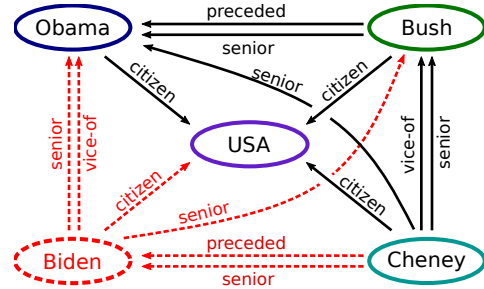 preceded
Obama
Bush
senior
senior
citizen
citizen
senior
vice-of
USA
vice-of
senior
citizen
citizen
senior
preceded
Biden
Cheney
senior